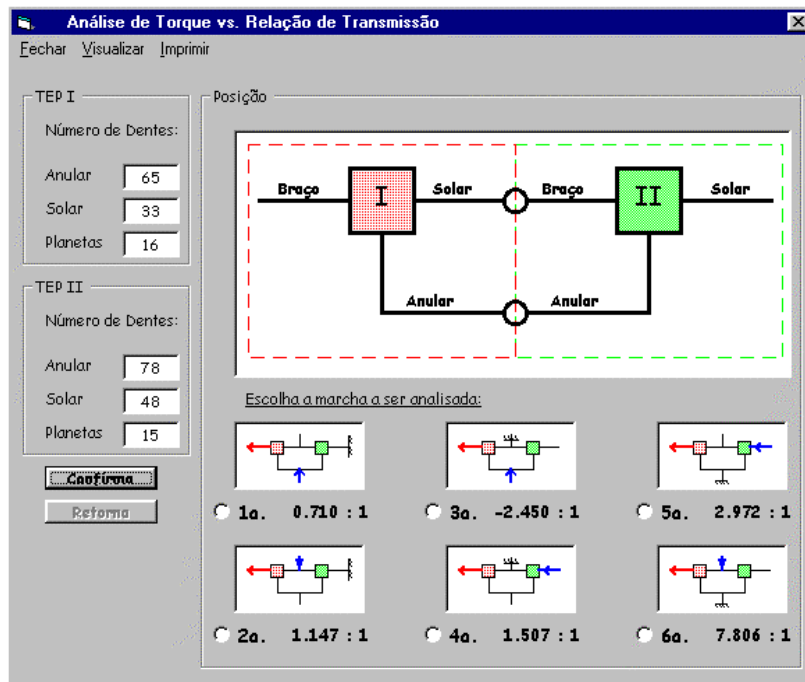 Análise de Torque vs. Relação de Transmissão
Fechar Visualizar Imprimir
TEP I
Número de Dentes:
Anular 65
Solar 33
Planetas 16
TEP II
Número de Dentes:
Anular 78
Solar 48
Planetas 15
Confirma
Retorna
Posição
Braço I Solar Braço II Solar
Anular Anular
Escolha a marcha a ser analisada:
1a. 0.710 : 1 3a. -2.450 : 1 5a. 2.972 : 1
2a. 1.147 : 1 4a. 1.507 : 1 6a. 7.806 : 1